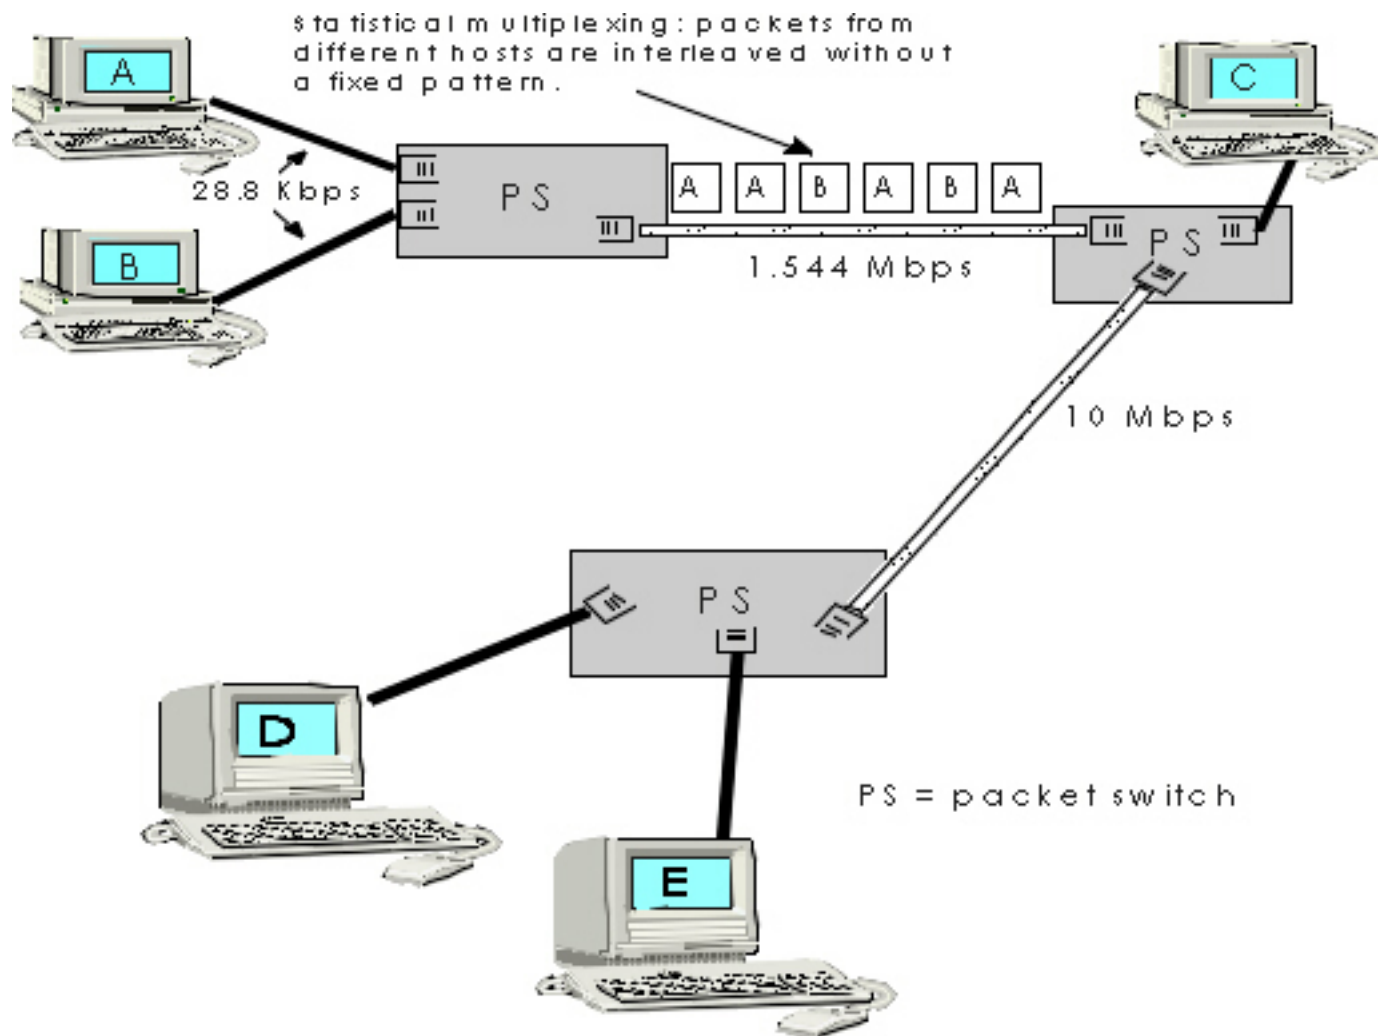 Statistical multiplexing: packets from
different hosts are interleaved without
a fixed pattern.
A
C
28.8 Kbps
PS
A A B A B A
PS
B
1.544 Mbps
10 Mbps
PS
D
PS = packet switch
E